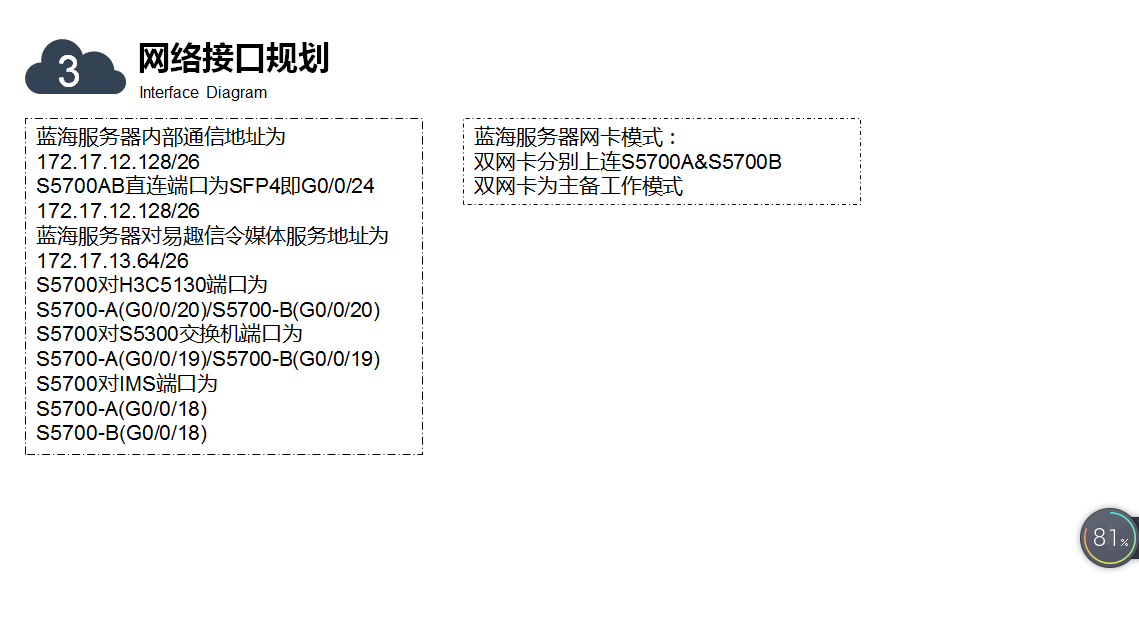 3
网络接口规划
Interface Diagram
蓝海服务器内部通信地址为
172.17.12.128/26
S5700AB直连端口为SFP4即G0/0/24
172.17.12.128/26
蓝海服务器对易趣信令媒体服务地址为
172.17.13.64/26
S5700对H3C5130端口为
S5700-A(G0/0/20)/S5700-B(G0/0/20)
S5700对S5300交换机端口为
S5700-A(G0/0/19)/S5700-B(G0/0/19)
S5700对IMS端口为
S5700-A(G0/0/18)
S5700-B(G0/0/18)
蓝海服务器网卡模式：
双网卡分别上连S5700A&S5700B
双网卡为主备工作模式
81%